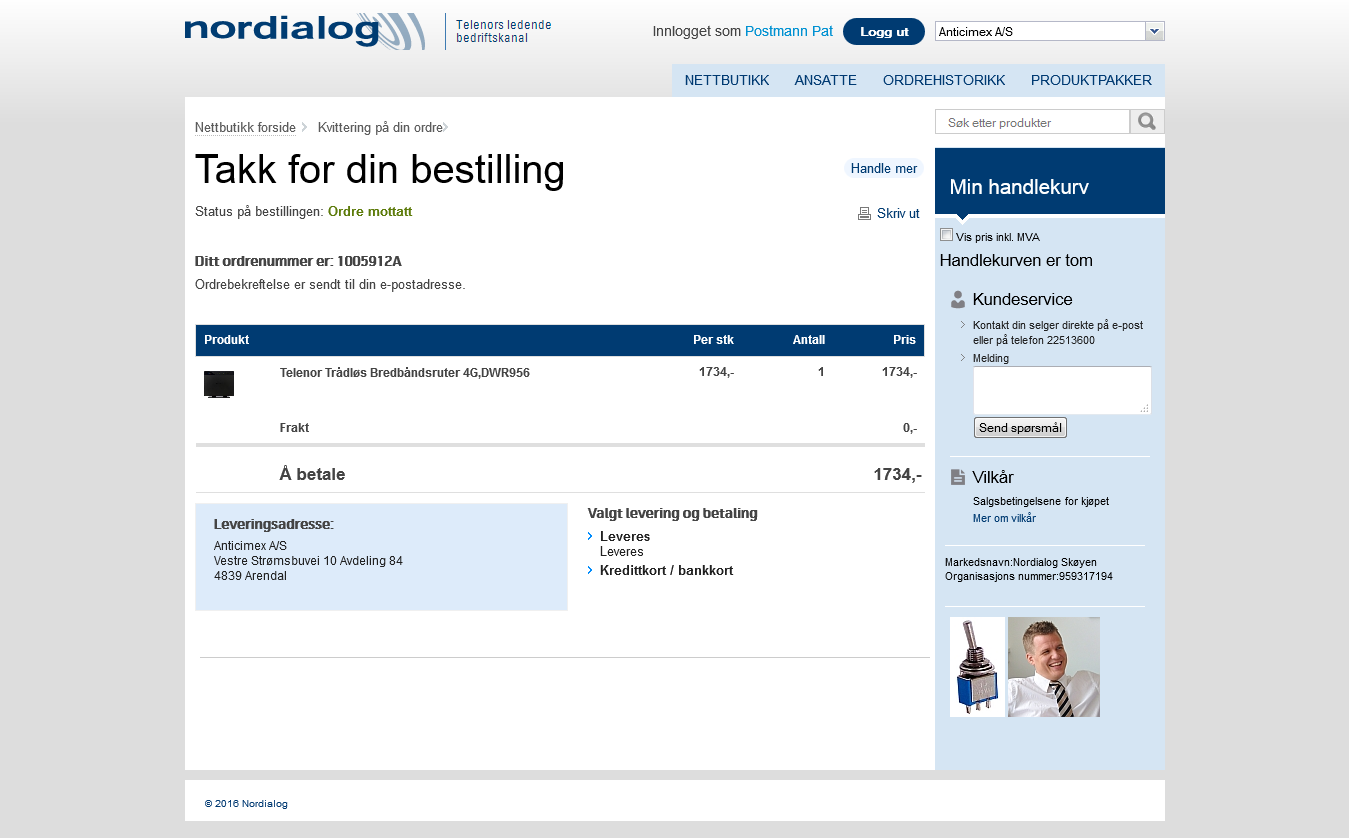 nordialog
Telenors ledende
bedriftskanal
Innlogget som Postmann Pat
Logg ut
Anticimex A/S
NETTBUTIKK ANSATTE ORDREHISTORIKK PRODUKTPAKKER
Nettbutikk forside
Kvittering på din ordre
Søk etter produkter
Takk for din bestilling
Handle mer
Status på bestillingen: Ordre mottatt
Skriv ut
Ditt ordrenummer er: 1005912A
Ordrebekreftelse er sendt til din e-postadresse.
Produkt Per stk Antall Pris
Telenor Trådløs Bredbåndsruter 4G,DWR956 1734,- 1 1734,-
Frakt 0,-
Å betale 1734,-
Leveringsadresse:
Anticimex A/S
Vestre Strømsbuvei 10 Avdeling 84
4839 Arendal
Valgt levering og betaling
Leveres
Leveres
Kredittkort / bankkort
Min handlekurv
Vis pris inkl. MVA
Handlekurven er tom
Kundeservice
Kontakt din selger direkte på e-post
eller på telefon 22513600
Melding
Send spørsmål
Vilkår
Salgsbetingelsene for kjøpet
Mer om vilkår
Markedsnavn:Nordialog Skøyen
Organisasjons nummer:959317194
© 2016 Nordialog